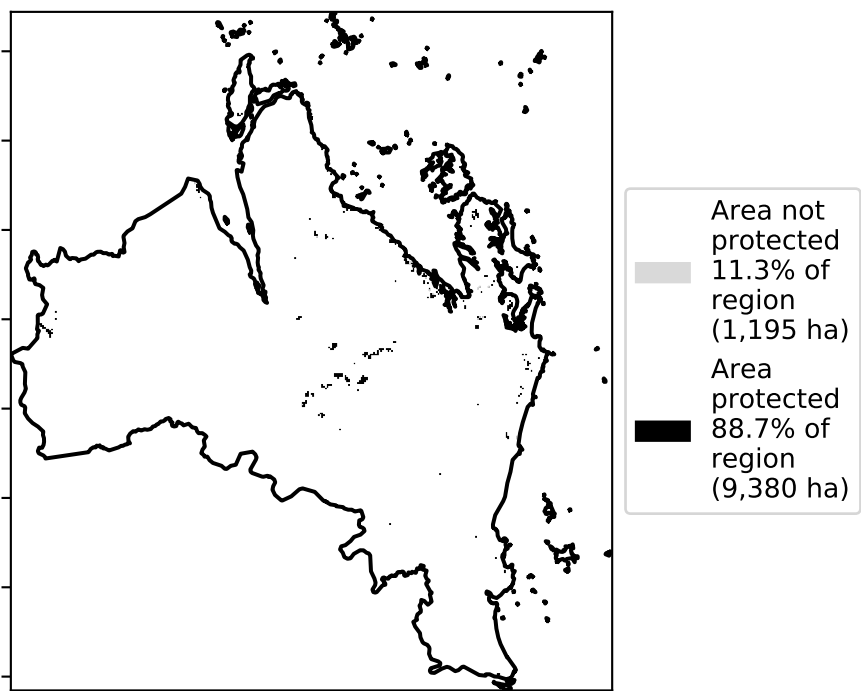 Area not
protected
11.3% of
region
(1,195 ha)
Area
protected
88.7% of
region
(9,380 ha)